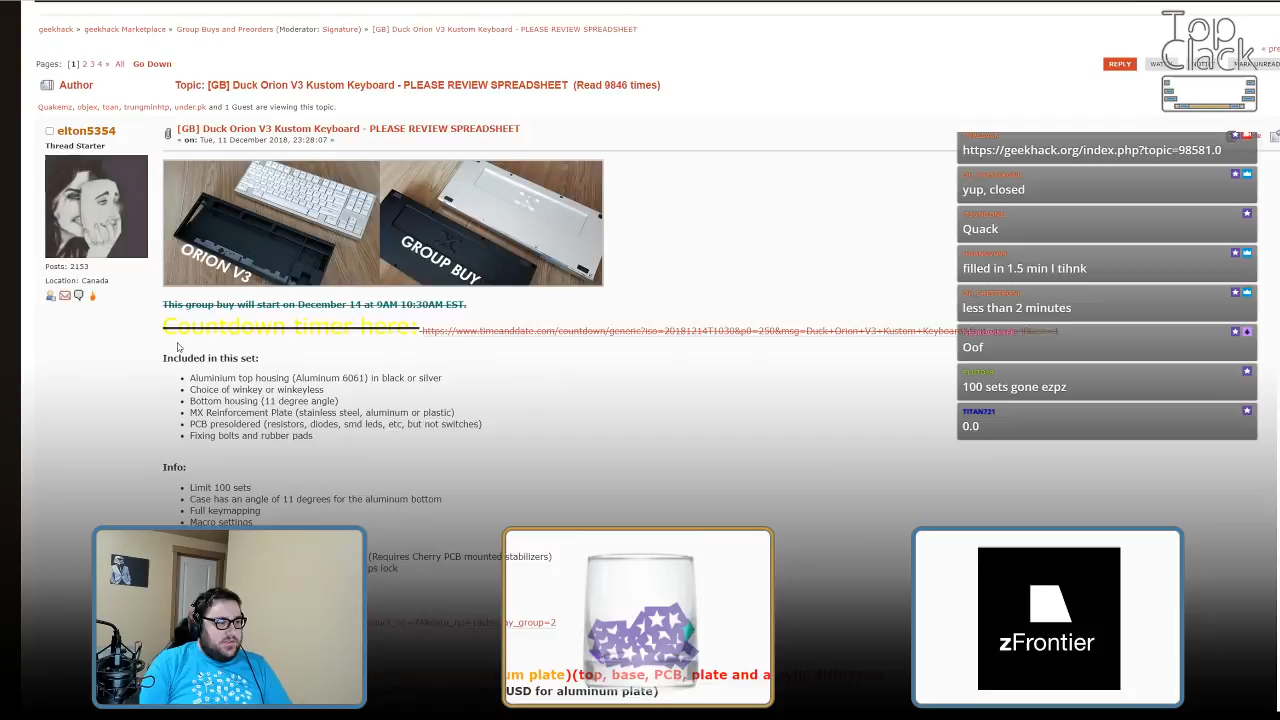 geekhack » geekhack Marketplace » Group Buys and Preorders (Moderator: Signature) » [GB] Duck Orion V3 Kustom Keyboard - PLEASE REVIEW SPREADSHEET
Top Clack
Pages: [1] 2 3 4 » All Go Down
REPLY
Author Topic: [GB] Duck Orion V3 Kustom Keyboard - PLEASE REVIEW SPREADSHEET (Read 9846 times)
Quakemz, objex, toan, trungminhtp, under.pk and 1 Guest are viewing this topic.
elton5354
Thread Starter
[GB] Duck Orion V3 Kustom Keyboard - PLEASE REVIEW SPREADSHEET
« on: Tue, 11 December 2018, 23:28:07 »
ORION V3
GROUP BUY
Posts: 2153
Location: Canada
This group buy will start on December 14 at 9AM 10:30AM EST.
Countdown timer here:
Included in this set:
Aluminium top housing (Aluminum 6061) in black or silver
Choice of winkey or winkeyless
Bottom housing (11 degree angle)
MX Reinforcement Plate (stainless steel, aluminum or plastic)
PCB presoldered (resistors, diodes, smd leds, etc, but not switches)
Fixing bolts and rubber pads
Info:
Limit 100 sets
Case has an angle of 11 degrees for the aluminum bottom
Full keymapping
Macro settings
(Requires Cherry PCB mounted stabilizers)
ps lock
um plate)(top, base, PCB, plate and a
USD for aluminum plate)
https://geekhack.org/index.php?topic=98581.0
yup, closed
Quack
filled in 1.5 min I tihnk
less than 2 minutes
Oof
100 sets gone ezpz
TITAN721
0.0
zFrontier